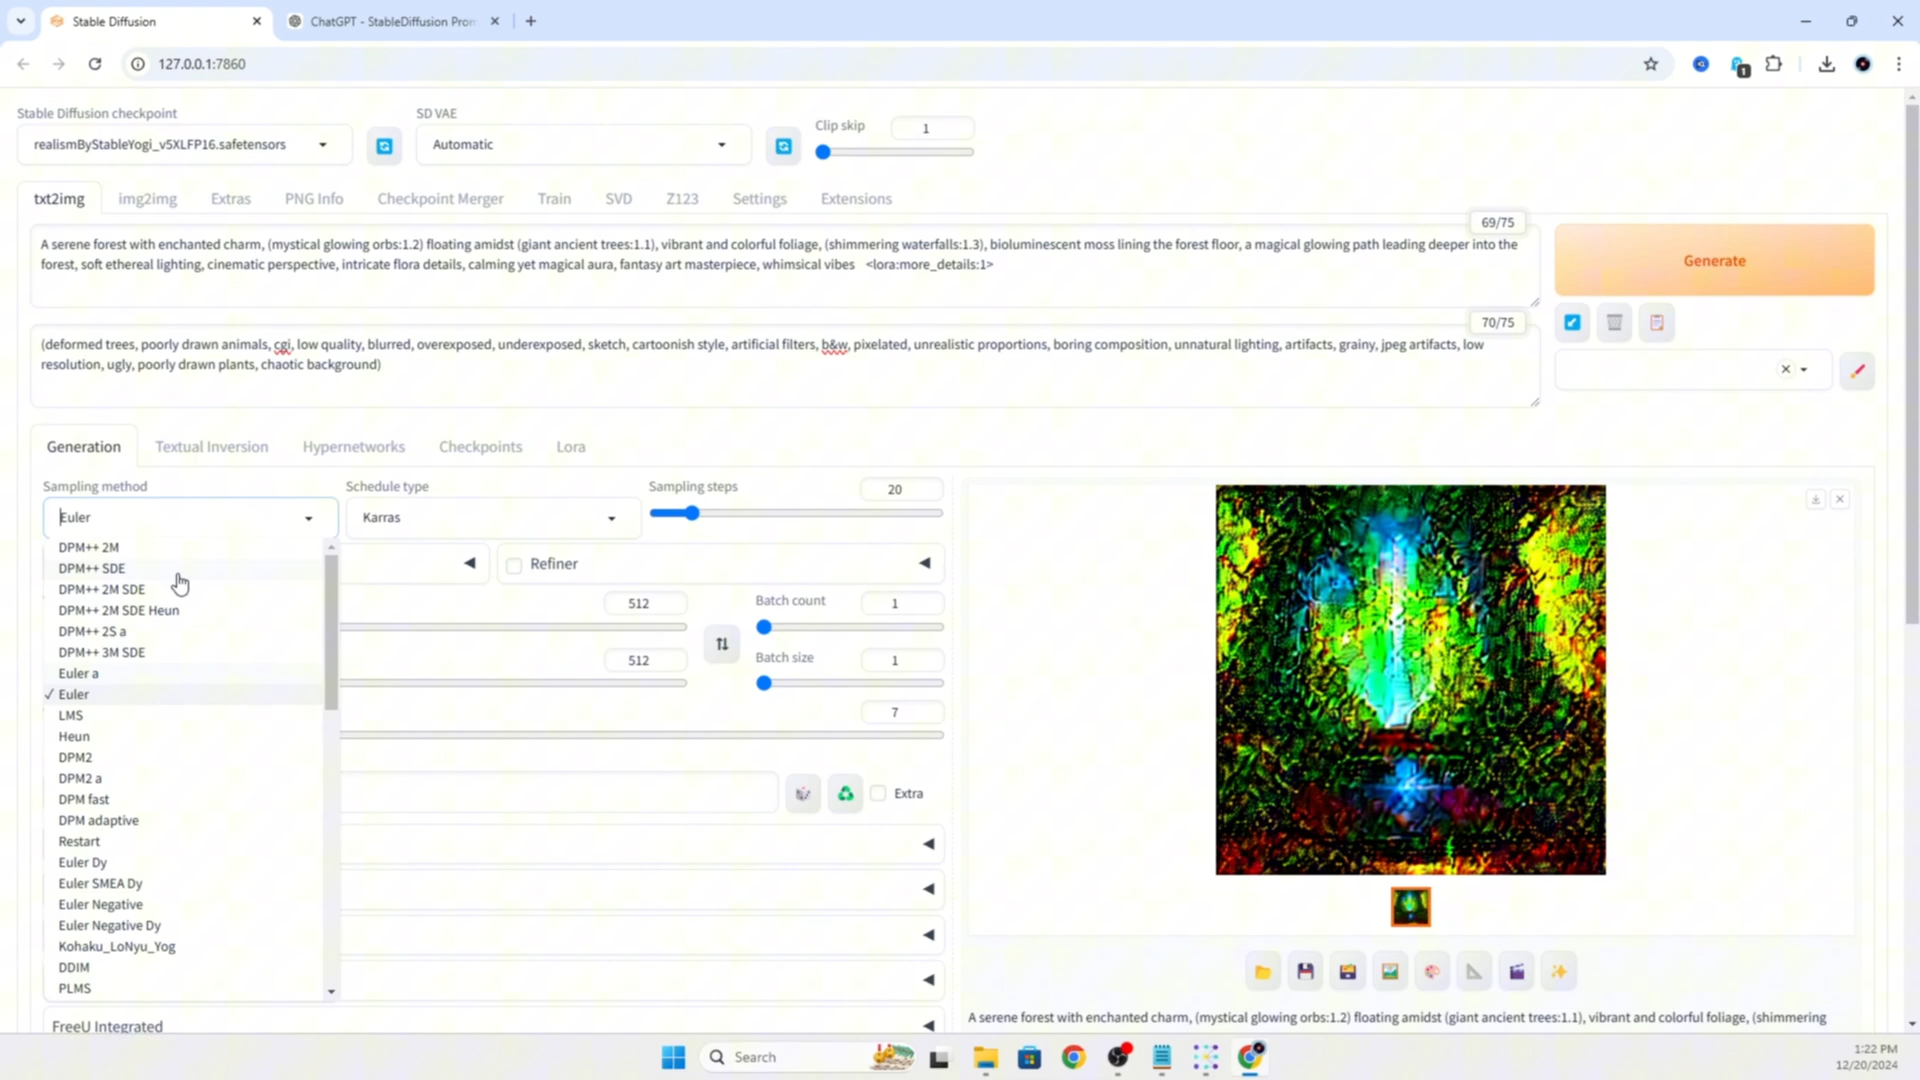 Stable Diffusion
ChatGPT - StableDiffusion Pron
127.0.0.1:7860
1
Stable Diffusion checkpoint
SD VAE
Clip skip
1
realismByStableYogi_v5XLFP16.safetensors
Automatic
txt2img
img2img
Extras
PNG Info
Checkpoint Merger
Train
SVD
Z123
Settings
Extensions
69/75
A serene forest with enchanted charm, (mystical glowing orbs:1.2) floating amidst (giant ancient trees:1.1), vibrant and colorful foliage, (shimmering waterfalls:1.3), bioluminescent moss lining the forest floor, a magical glowing path leading deeper into the
forest, soft ethereal lighting, cinematic perspective, intricate flora details, calming yet magical aura, fantasy art masterpiece, whimsical vibes <lora:more_details:1>
Generate
70/75
(deformed trees, poorly drawn animals, cgi, low quality, blurred, overexposed, underexposed, sketch, cartoonish style, artificial filters, b&w, pixelated, unrealistic proportions, boring composition, unnatural lighting, artifacts, grainy, jpeg artifacts, low
resolution, ugly, poorly drawn plants, chaotic background)
Generation
Textual Inversion
Hypernetworks
Checkpoints
Lora
Sampling method
Schedule type
Sampling steps
20
Euler
Karras
DPM++ 2M
DPM++ SDE
DPM++ 2M SDE
DPM++ 2M SDE Heun
DPM++ 2S a
DPM++ 3M SDE
Euler a
✓ Euler
LMS
Heun
DPM2
DPM2 a
DPM fast
DPM adaptive
Restart
Euler Dy
Euler SMEA Dy
Euler Negative
Euler Negative Dy
Kohaku_LoNyu_Yog
DDIM
PLMS
Refiner
512
Batch count
1
512
Batch size
1
7
Extra
FreeU Integrated
A serene forest with enchanted charm, (mystical glowing orbs:1.2) floating amidst (giant ancient trees:1.1), vibrant and colorful foliage, (shimmering
Search
1:22 PM
12/20/2024